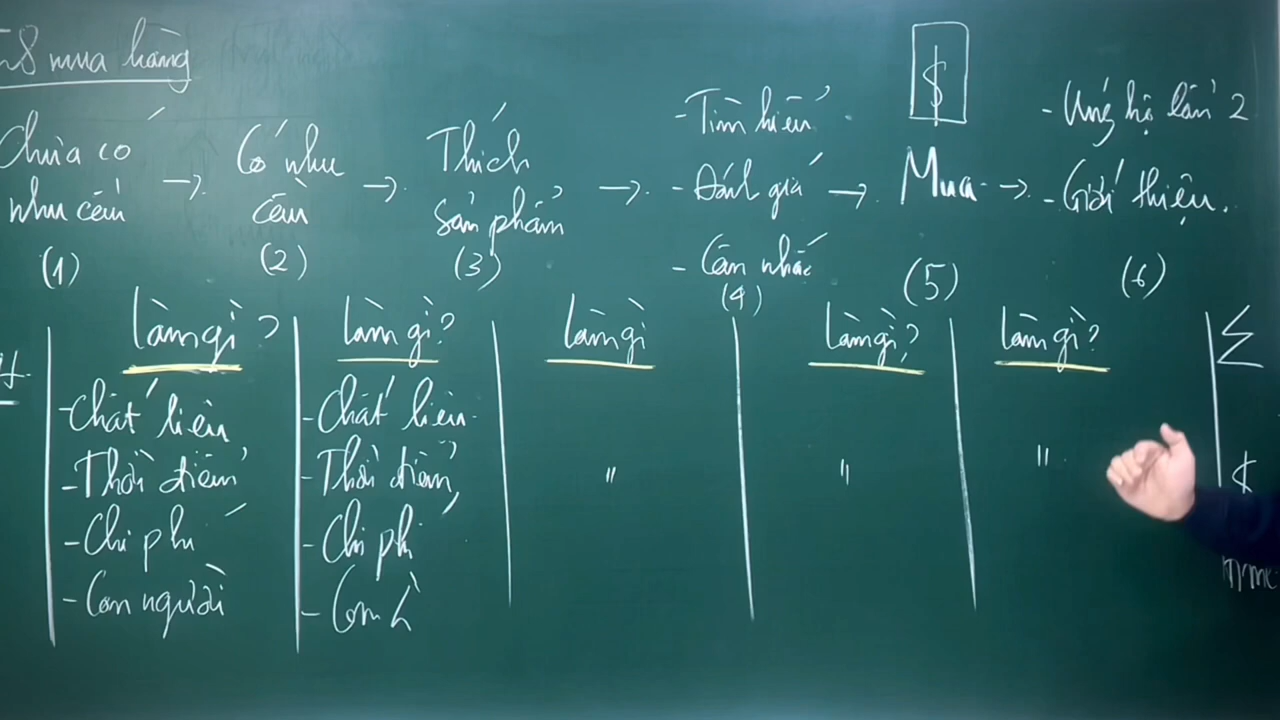 mua hàng
Chưa có
nhu cầu
(1)
→
Có nhu
cầu
(2)
→
Thích
sản phẩm
(3)
→
- Tìm hiểu
- Đánh giá
- Cân nhắc
(4)
→
$
Mua
(5)
→
- Ủng hộ lần 2
- Giới thiệu.
(6)
Làm gì?
- Chất liệu
- Thời điểm
- Chi phí
- Con người
Làm gì?
- Chất liệu
- Thời điểm
- Chi ph
- Con
Làm gì
"
Làm gì?
"
Làm gì?
"
Σ